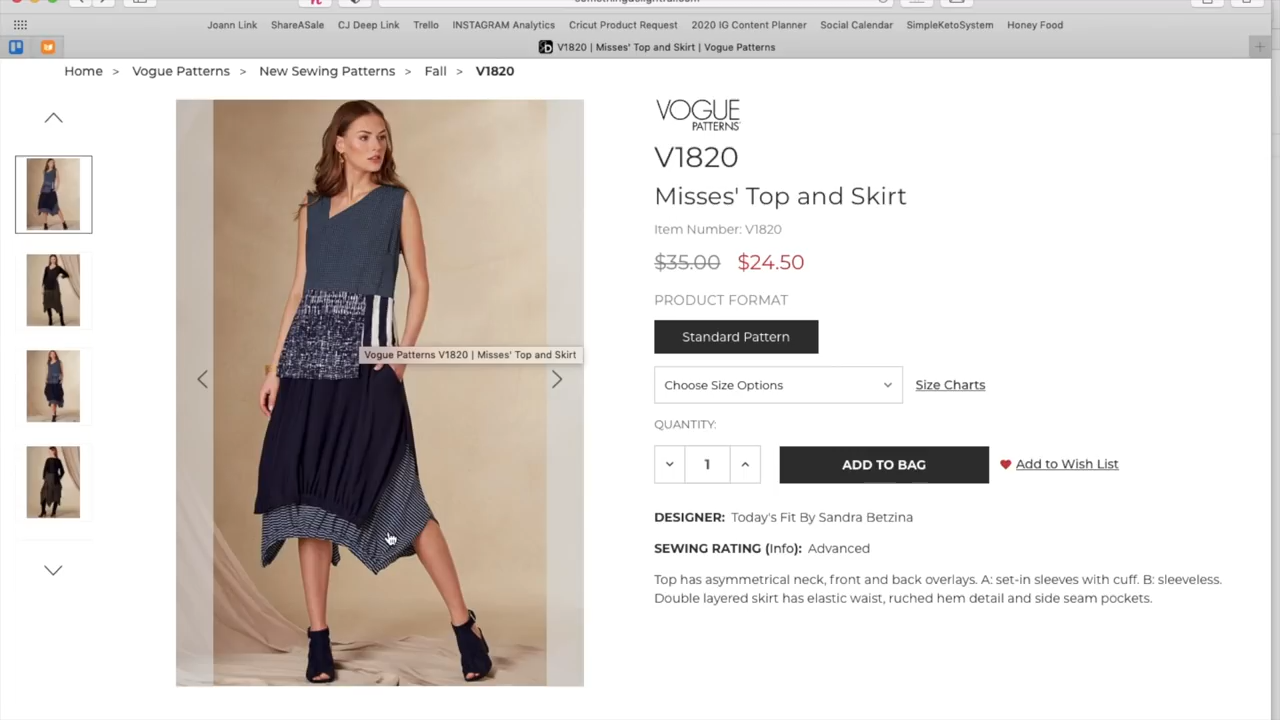 Joann Link ShareASale CJ Deep Link Trello INSTAGRAM Analytics Cricut Product Request 2020 IG Content Planner Social Calendar SimpleKetoSystem Honey Food
V1820 | Misses' Top and Skirt | Vogue Patterns
Home > Vogue Patterns > New Sewing Patterns > Fall > V1820
VOGUE
PATTERNS
V1820
Misses' Top and Skirt
Item Number: V1820
$35.00 $24.50
PRODUCT FORMAT
Standard Pattern
Vogue Patterns V1820 | Misses' Top and Skirt
Choose Size Options Size Charts
QUANTITY:
1 ADD TO BAG Add to Wish List
DESIGNER: Today's Fit By Sandra Betzina
SEWING RATING (Info): Advanced
Top has asymmetrical neck, front and back overlays. A: set-in sleeves with cuff. B: sleeveless.
Double layered skirt has elastic waist, ruched hem detail and side seam pockets.